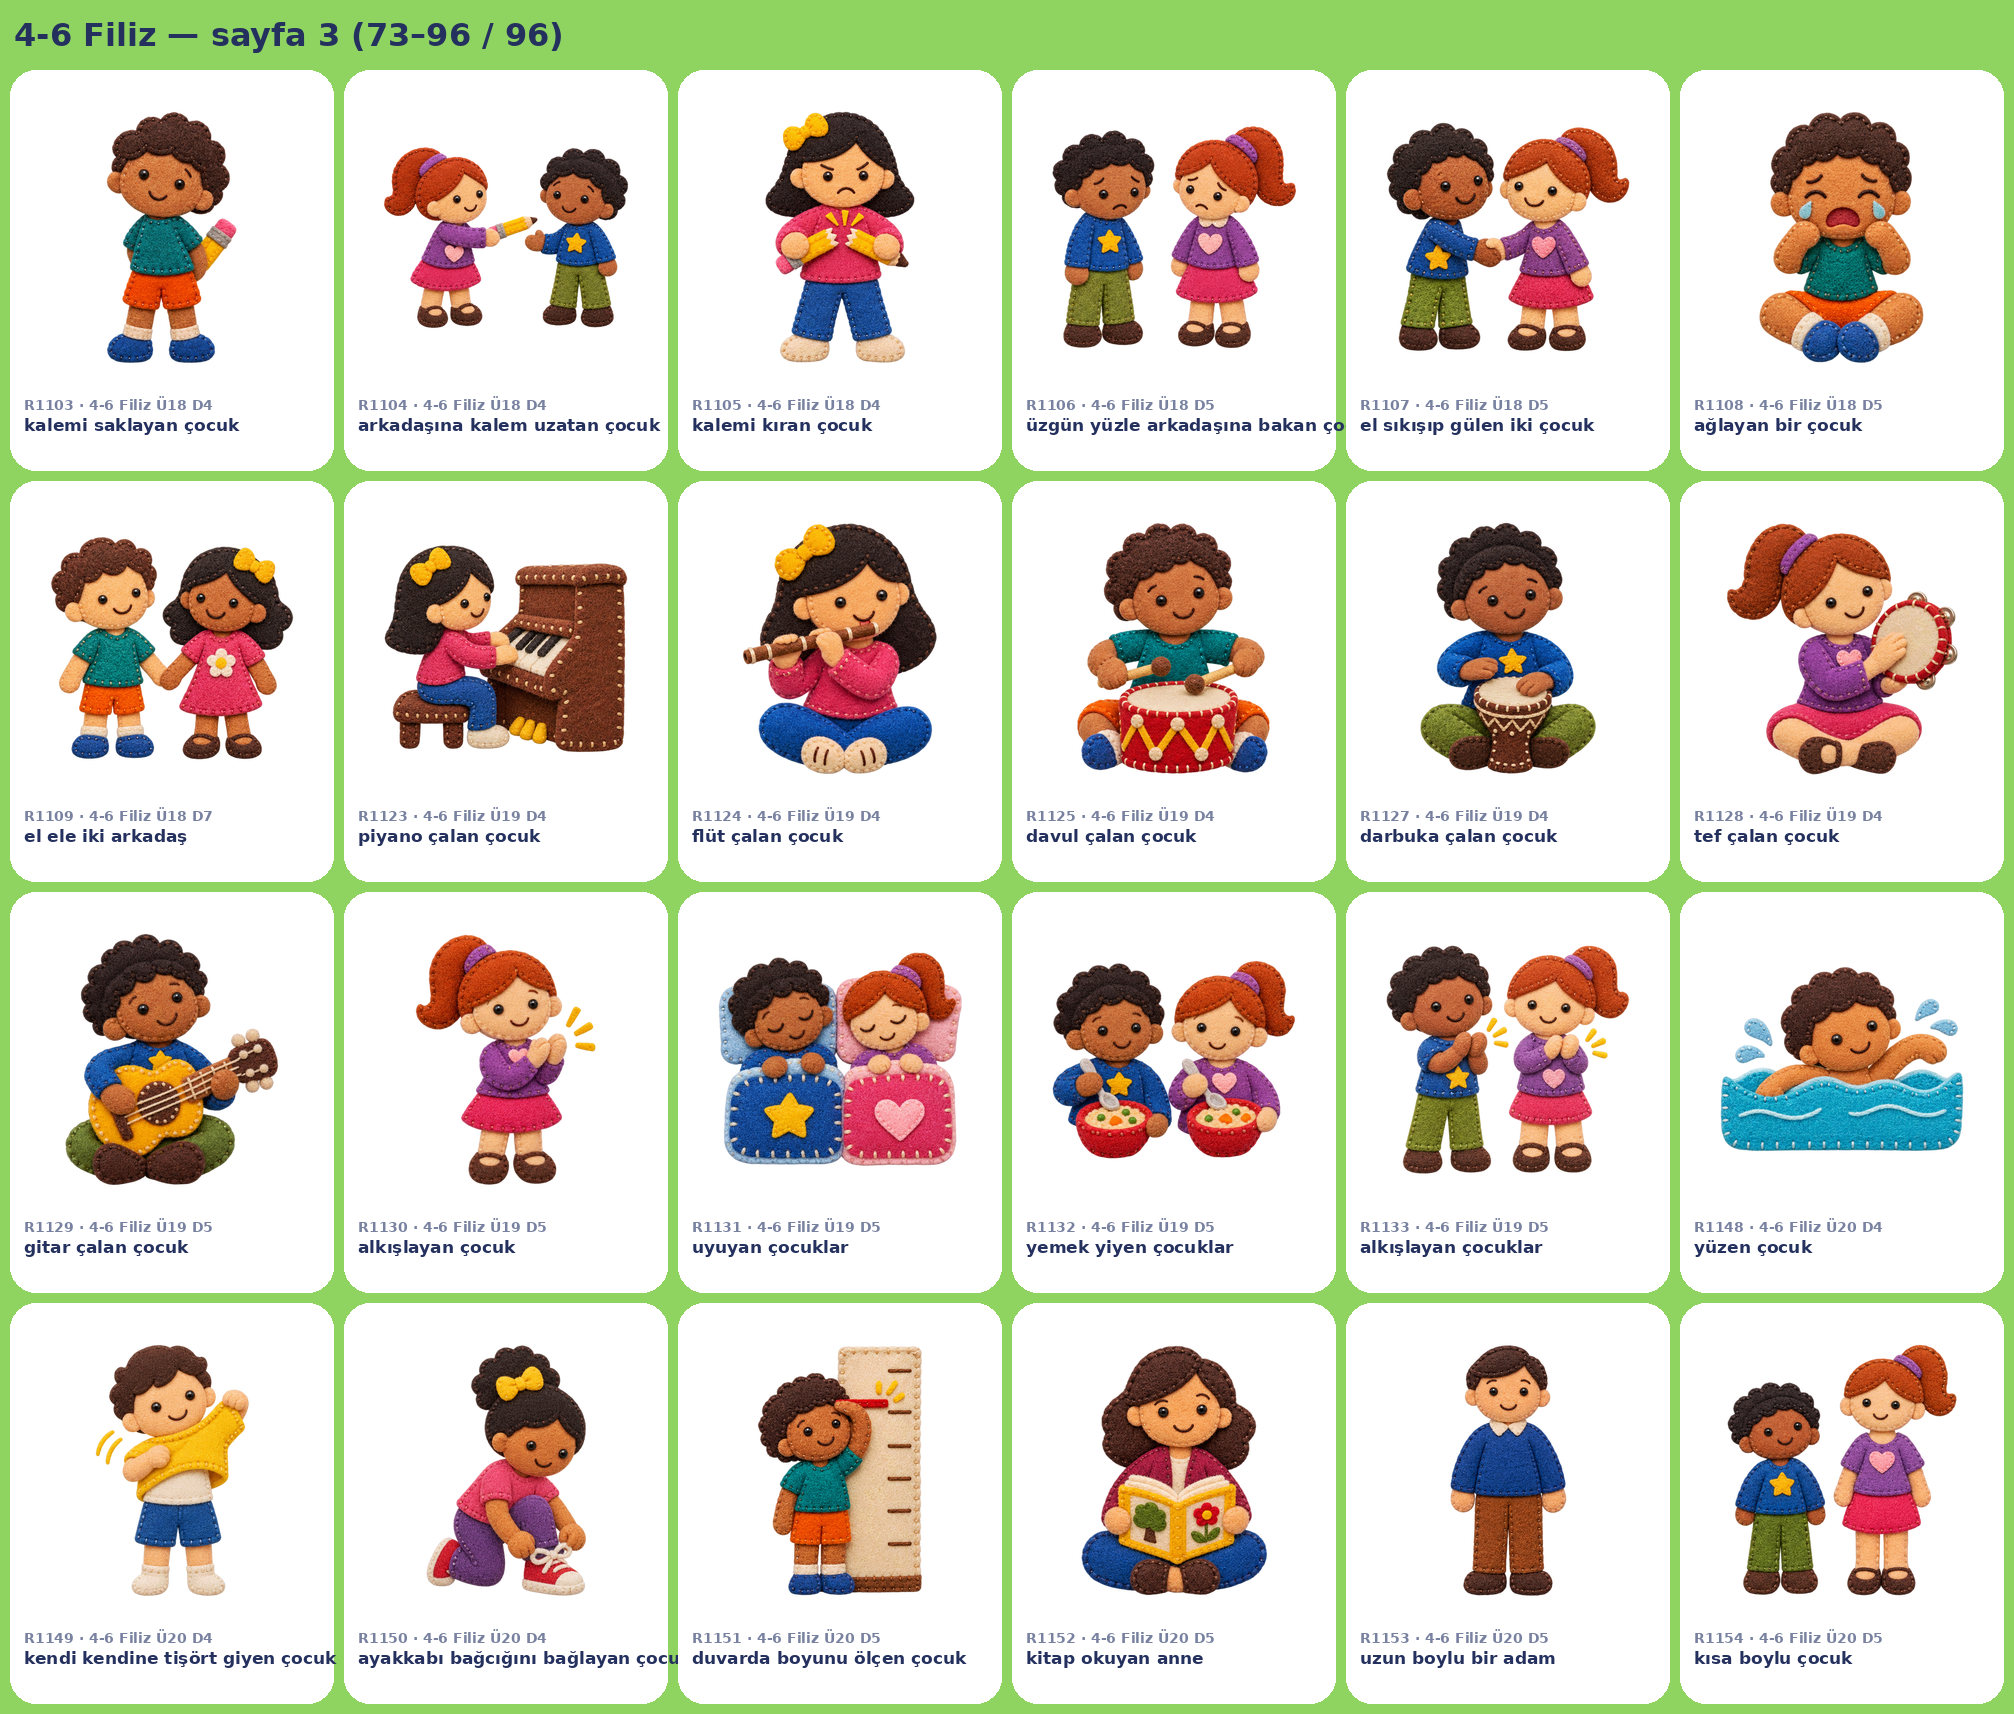 4-6 Filiz — sayfa 3 (73–96 / 96)
R1103 · 4-6 Filiz Ü18 D4
kalemi saklayan çocuk
R1104 · 4-6 Filiz Ü18 D4
arkadaşına kalem uzatan çocuk
R1105 · 4-6 Filiz Ü18 D4
kalemi kıran çocuk
R1106 · 4-6 Filiz Ü18 D5
üzgün yüzle arkadaşına bakan ço
R1107 · 4-6 Filiz Ü18 D5
el sıkışıp gülen iki çocuk
R1108 · 4-6 Filiz Ü18 D5
ağlayan bir çocuk
R1109 · 4-6 Filiz Ü18 D7
el ele iki arkadaş
R1123 · 4-6 Filiz Ü19 D4
piyano çalan çocuk
R1124 · 4-6 Filiz Ü19 D4
flüt çalan çocuk
R1125 · 4-6 Filiz Ü19 D4
davul çalan çocuk
R1127 · 4-6 Filiz Ü19 D4
darbuka çalan çocuk
R1128 · 4-6 Filiz Ü19 D4
tef çalan çocuk
R1129 · 4-6 Filiz Ü19 D5
gitar çalan çocuk
R1130 · 4-6 Filiz Ü19 D5
alkışlayan çocuk
R1131 · 4-6 Filiz Ü19 D5
uyuyan çocuklar
R1132 · 4-6 Filiz Ü19 D5
yemek yiyen çocuklar
R1133 · 4-6 Filiz Ü19 D5
alkışlayan çocuklar
R1148 · 4-6 Filiz Ü20 D4
yüzen çocuk
R1149 · 4-6 Filiz Ü20 D4
kendi kendine tişört giyen çocuk
R1150 · 4-6 Filiz Ü20 D4
ayakkabı bağcığını bağlayan çocu
R1151 · 4-6 Filiz Ü20 D5
duvarda boyunu ölçen çocuk
R1152 · 4-6 Filiz Ü20 D5
kitap okuyan anne
R1153 · 4-6 Filiz Ü20 D5
uzun boylu bir adam
R1154 · 4-6 Filiz Ü20 D5
kısa boylu çocuk